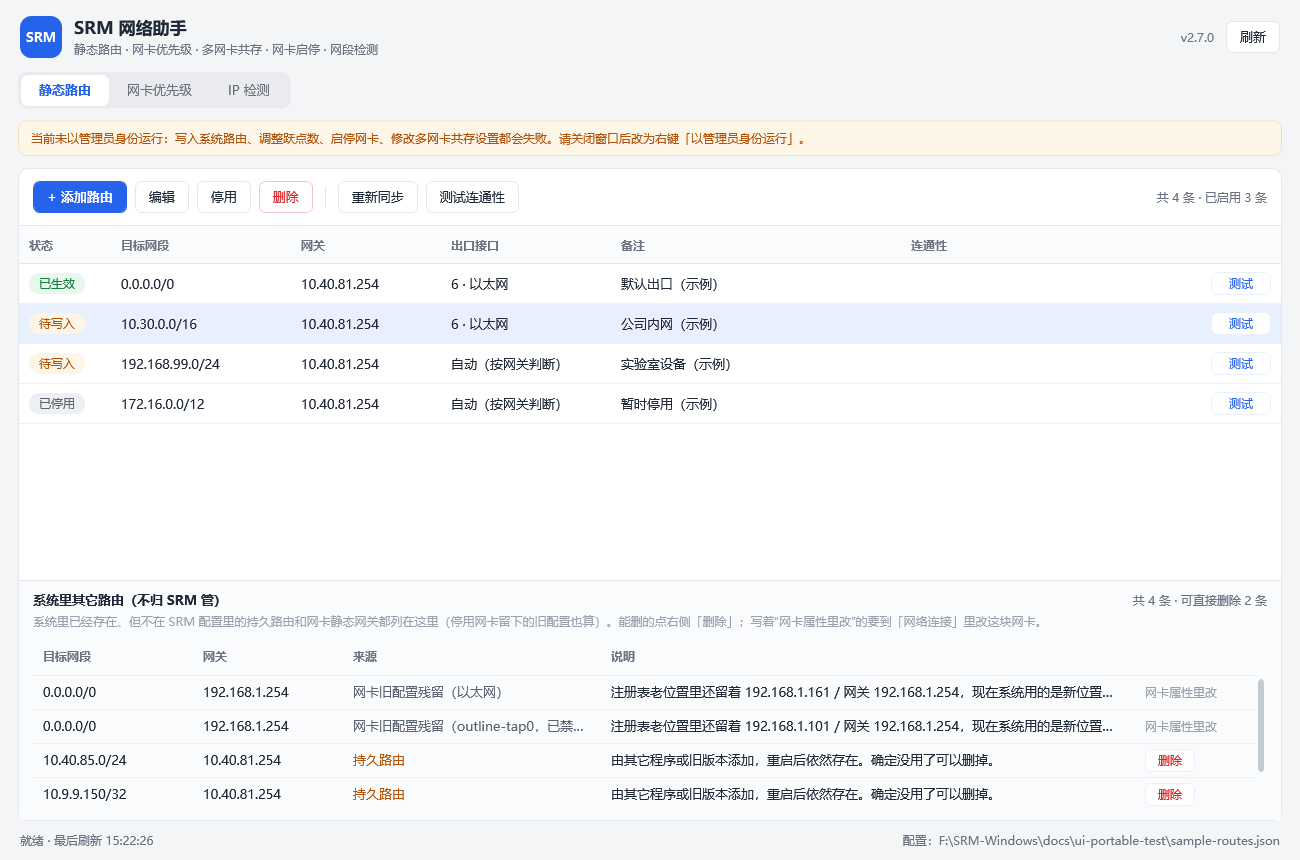 SRM
SRM 网络助手
静态路由 · 网卡优先级 · 多网卡共存 · 网卡启停 · 网段检测
v2.7.0
刷新
静态路由
网卡优先级
IP 检测
当前未以管理员身份运行：写入系统路由、调整跃点数、启停网卡、修改多网卡共存设置都会失败。请关闭窗口后改为右键「以管理员身份运行」。
+ 添加路由
编辑
停用
删除
重新同步
测试连通性
共 4 条 · 已启用 3 条
状态 目标网段 网关 出口接口 备注 连通性
已生效 0.0.0.0/0 10.40.81.254 6 · 以太网 默认出口（示例） 测试
待写入 10.30.0.0/16 10.40.81.254 6 · 以太网 公司内网（示例） 测试
待写入 192.168.99.0/24 10.40.81.254 自动（按网关判断） 实验室设备（示例） 测试
已停用 172.16.0.0/12 10.40.81.254 自动（按网关判断） 暂时停用（示例） 测试
系统里其它路由（不归 SRM 管）
共 4 条 · 可直接删除 2 条
系统里已经存在、但不在 SRM 配置里的持久路由和网卡静态网关都列在这里（停用网卡留下的旧配置也算）。能删的点右侧「删除」；写着"网卡属性里改"的要到「网络连接」里改这块网卡。
目标网段 网关 来源 说明
0.0.0.0/0 192.168.1.254 网卡旧配置残留（以太网） 注册表老位置里还留着 192.168.1.161 / 网关 192.168.1.254，现在系统用的是新位置... 网卡属性里改
0.0.0.0/0 192.168.1.254 网卡旧配置残留（outline-tap0，已禁... 注册表老位置里还留着 192.168.1.101 / 网关 192.168.1.254，现在系统用的是新位置... 网卡属性里改
10.40.85.0/24 10.40.81.254 持久路由 由其它程序或旧版本添加，重启后依然存在。确定没用了可以删掉。 删除
10.9.9.150/32 10.40.81.254 持久路由 由其它程序或旧版本添加，重启后依然存在。确定没用了可以删掉。 删除
就绪 · 最后刷新 15:22:26
配置：F:\SRM-Windows\docs\ui-portable-test\sample-routes.json